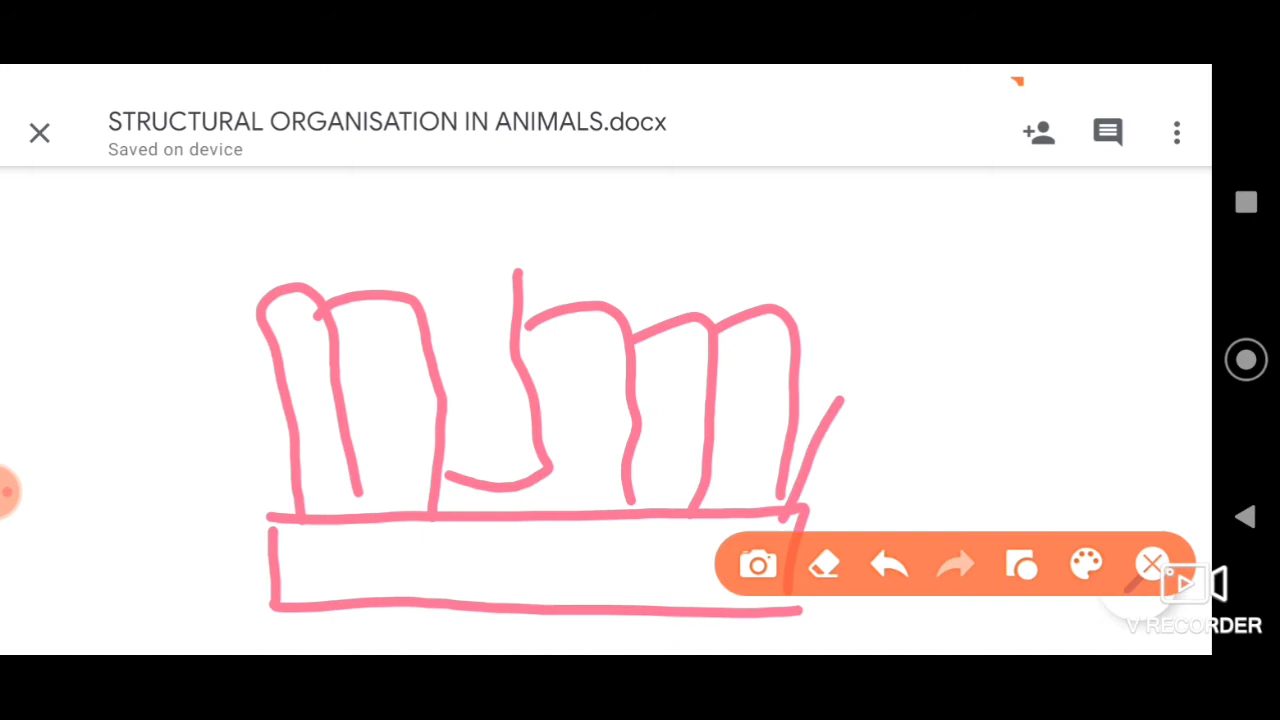 STRUCTURAL ORGANISATION IN ANIMALS.docx
Saved on device
V RECORDER